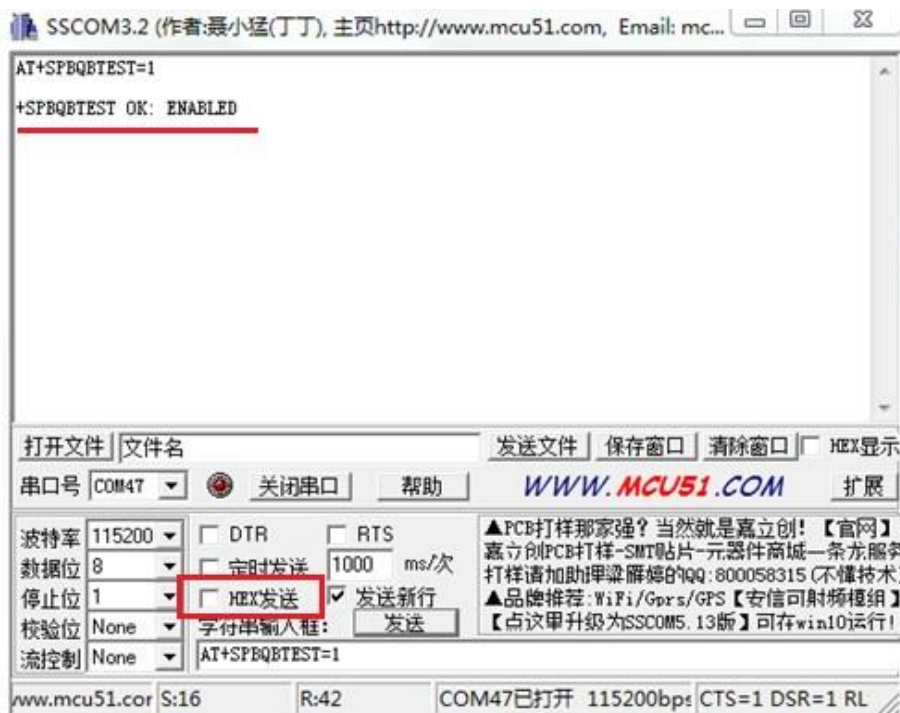 SSCOM3.2 (作者:聂小猛(丁丁), 主页http://www.mcu51.com, Email: mc...
AT+SPBQBTEST=1
+SPBQBTEST OK: ENABLED
打开文件 文件名 发送文件 保存窗口 清除窗口 HEX显示
串口号 COM47 关闭串口 帮助 WWW.MCU51.COM 扩展
波特率 115200 DTR RTS
数据位 8 定时发送 1000 ms/次
停止位 1 HEX发送 发送新行
校验位 None 字符串输入框: 发送
流控制 None AT+SPBQBTEST=1
▲PCB打样那家强?当然就是嘉立创!【官网】
嘉立创PCB打样-SMT贴片-元器件商城一条龙服务
打样请加助理梁雁婷的QQ:800058315(不懂技术)
▲品牌推荐:WiFi/Gprs/GPS【安信可射频模组】
【点这里升级为SSCOM5.13版】可在win10运行!
www.mcu51.cor S:16 R:42 COM47已打开 115200bps CTS=1 DSR=1 RL